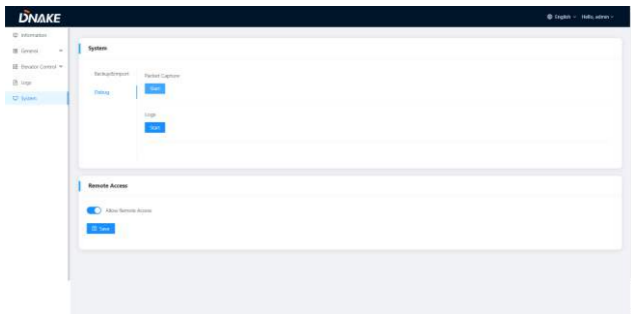 DNAKE
English
Hello, admin
Information
General
Elevator Control
Logs
System
System
Backup/Import
Debug
Packet Capture
Start
Logs
Start
Remote Access
Allow Remote Access
Save